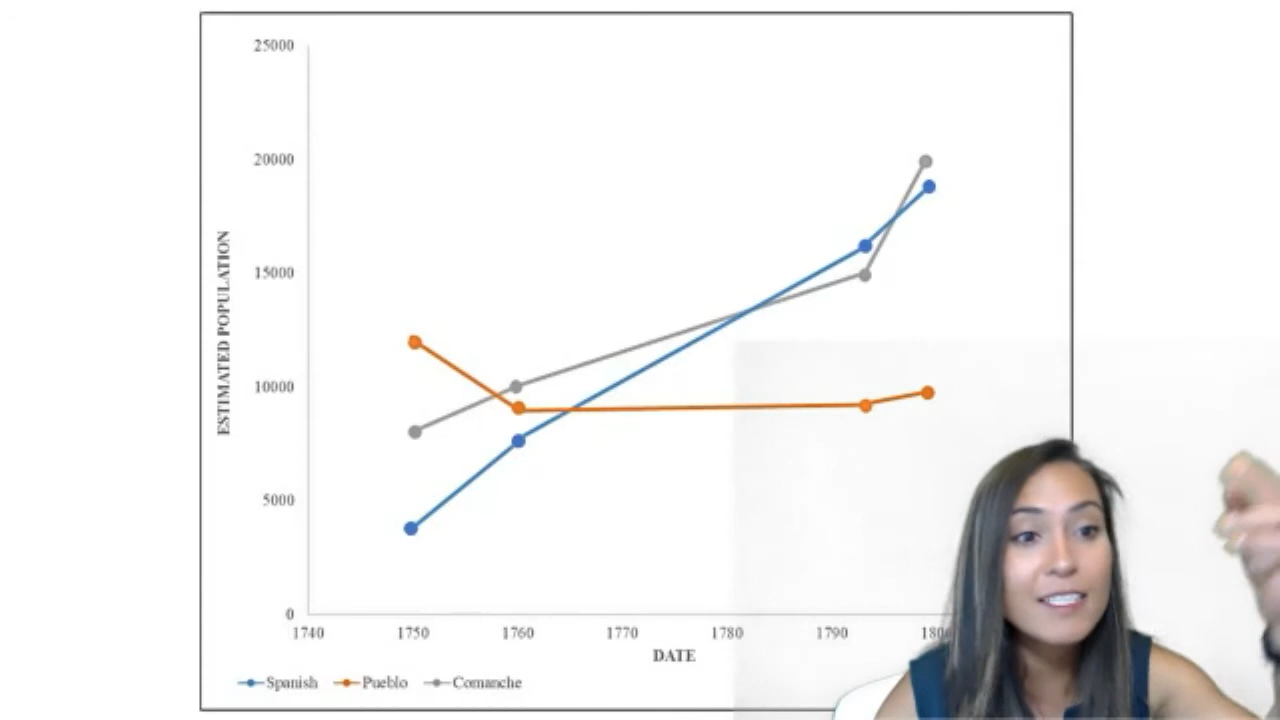 25000
20000
15000
10000
5000
0
ESTIMATED POPULATION
1740 1750 1760 1770 1780 1790
DATE
Spanish Pueblo Comanche